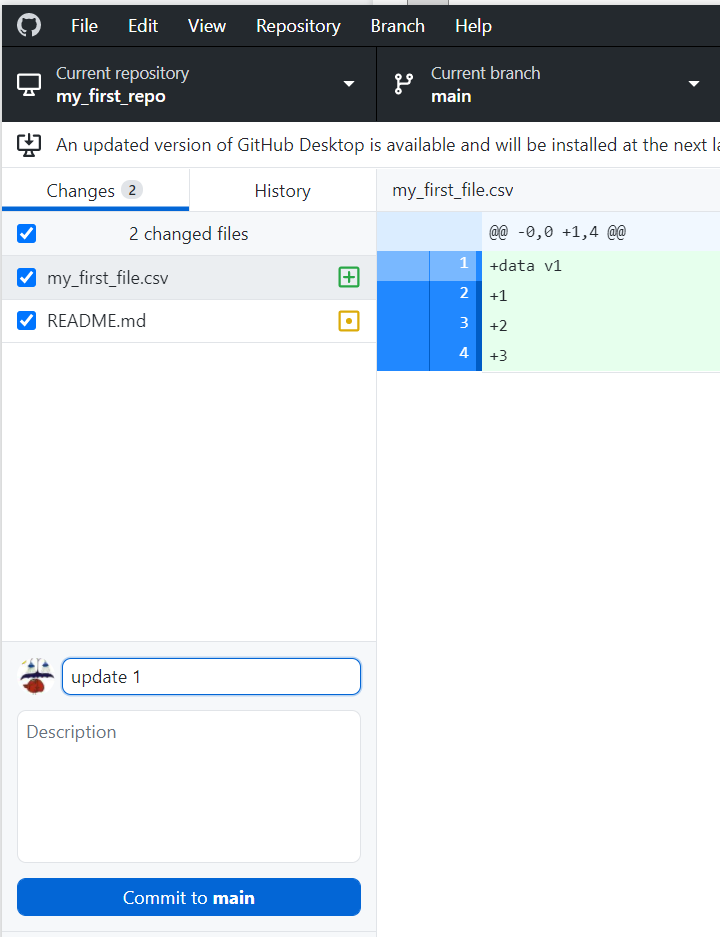 File Edit View Repository Branch Help
Current repository
my_first_repo
Current branch
main
An updated version of GitHub Desktop is available and will be installed at the next
Changes 2
History
2 changed files
my_first_file.csv
README.md
my_first_file.csv
@@ -0,0 +1,4 @@
1 +data v1
2 +1
3 +2
4 +3
update 1
Description
Commit to main